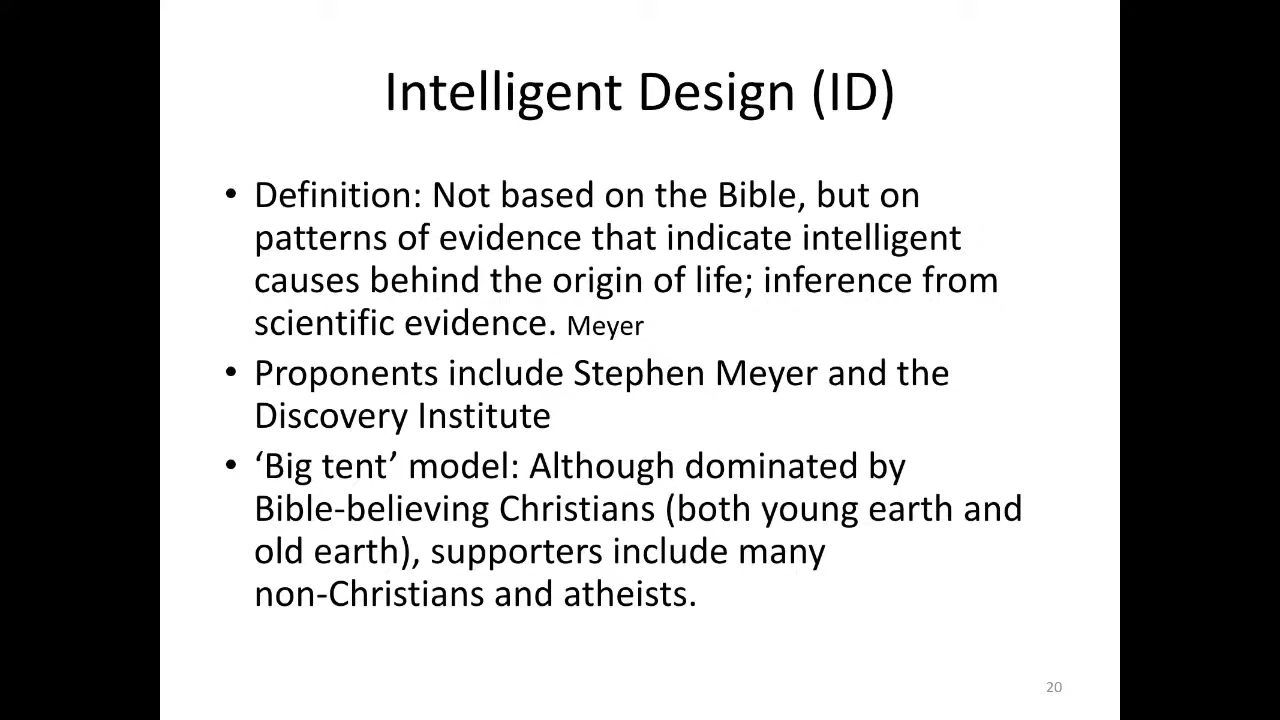 Intelligent Design (ID)
• Definition: Not based on the Bible, but on
patterns of evidence that indicate intelligent
causes behind the origin of life; inference from
scientific evidence. Meyer
• Proponents include Stephen Meyer and the
Discovery Institute
• ‘Big tent’ model: Although dominated by
Bible-believing Christians (both young earth and
old earth), supporters include many
non-Christians and atheists.
20